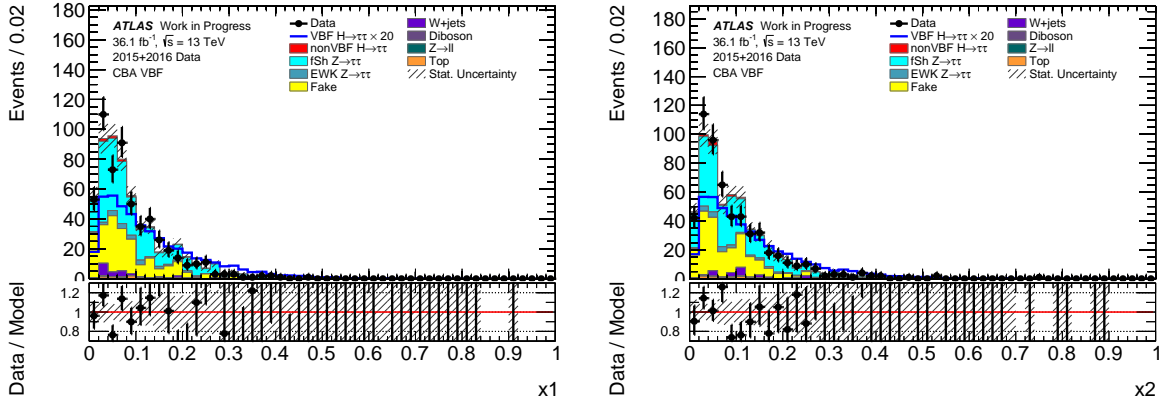 Events / 0.02
180
160
140
120
100
80
60
40
20
0
ATLAS Work in Progress
36.1 fb⁻¹, √s = 13 TeV
2015+2016 Data
CBA VBF
Data
VBF H→ττ × 20
nonVBF H→ττ
fSh Z→ττ
EWK Z→ττ
Fake
W+jets
Diboson
Z→ll
Top
Stat. Uncertainty
Data / Model
1.2
1
0.8
0 0.1 0.2 0.3 0.4 0.5 0.6 0.7 0.8 0.9 1
x1
Events / 0.02
180
160
140
120
100
80
60
40
20
0
ATLAS Work in Progress
36.1 fb⁻¹, √s = 13 TeV
2015+2016 Data
CBA VBF
Data
VBF H→ττ × 20
nonVBF H→ττ
fSh Z→ττ
EWK Z→ττ
Fake
W+jets
Diboson
Z→ll
Top
Stat. Uncertainty
Data / Model
1.2
1
0.8
0 0.1 0.2 0.3 0.4 0.5 0.6 0.7 0.8 0.9 1
x2